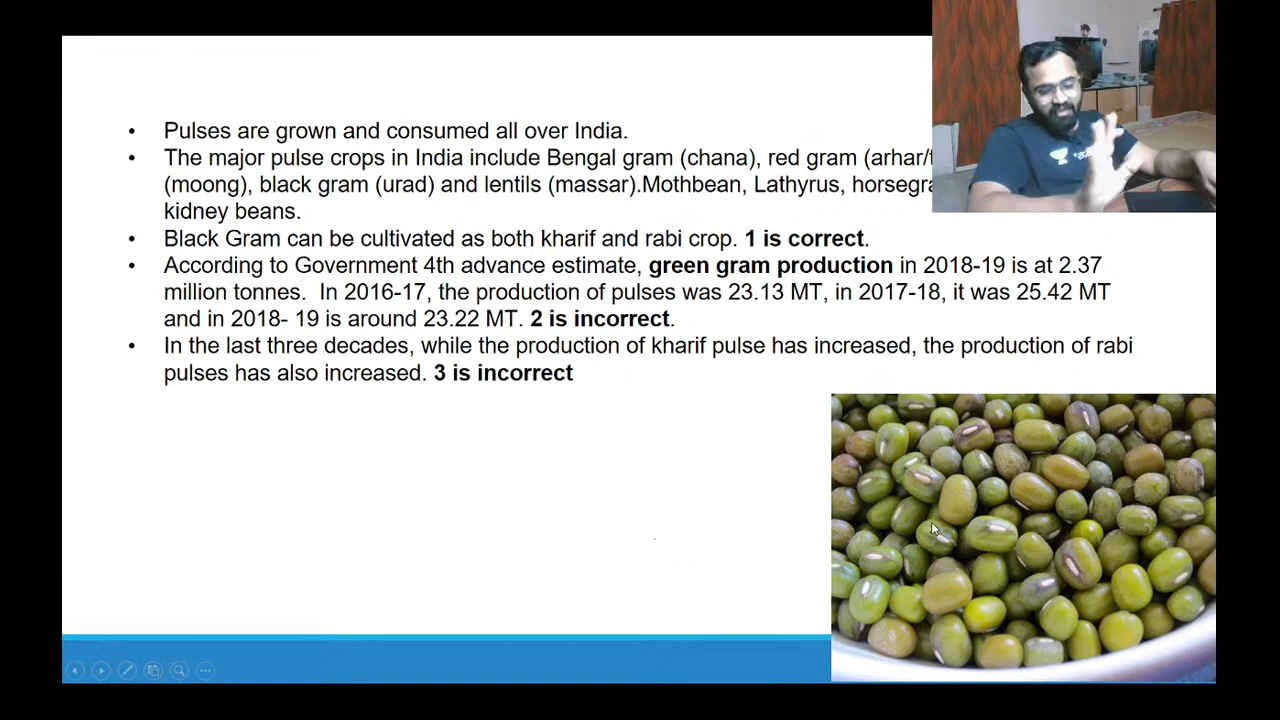 • Pulses are grown and consumed all over India.
• The major pulse crops in India include Bengal gram (chana), red gram (arhar/
(moong), black gram (urad) and lentils (massar).Mothbean, Lathyrus, horsegra
kidney beans.
• Black Gram can be cultivated as both kharif and rabi crop. 1 is correct.
• According to Government 4th advance estimate, green gram production in 2018-19 is at 2.37
million tonnes.  In 2016-17, the production of pulses was 23.13 MT, in 2017-18, it was 25.42 MT
and in 2018- 19 is around 23.22 MT. 2 is incorrect.
• In the last three decades, while the production of kharif pulse has increased, the production of rabi
pulses has also increased. 3 is incorrect